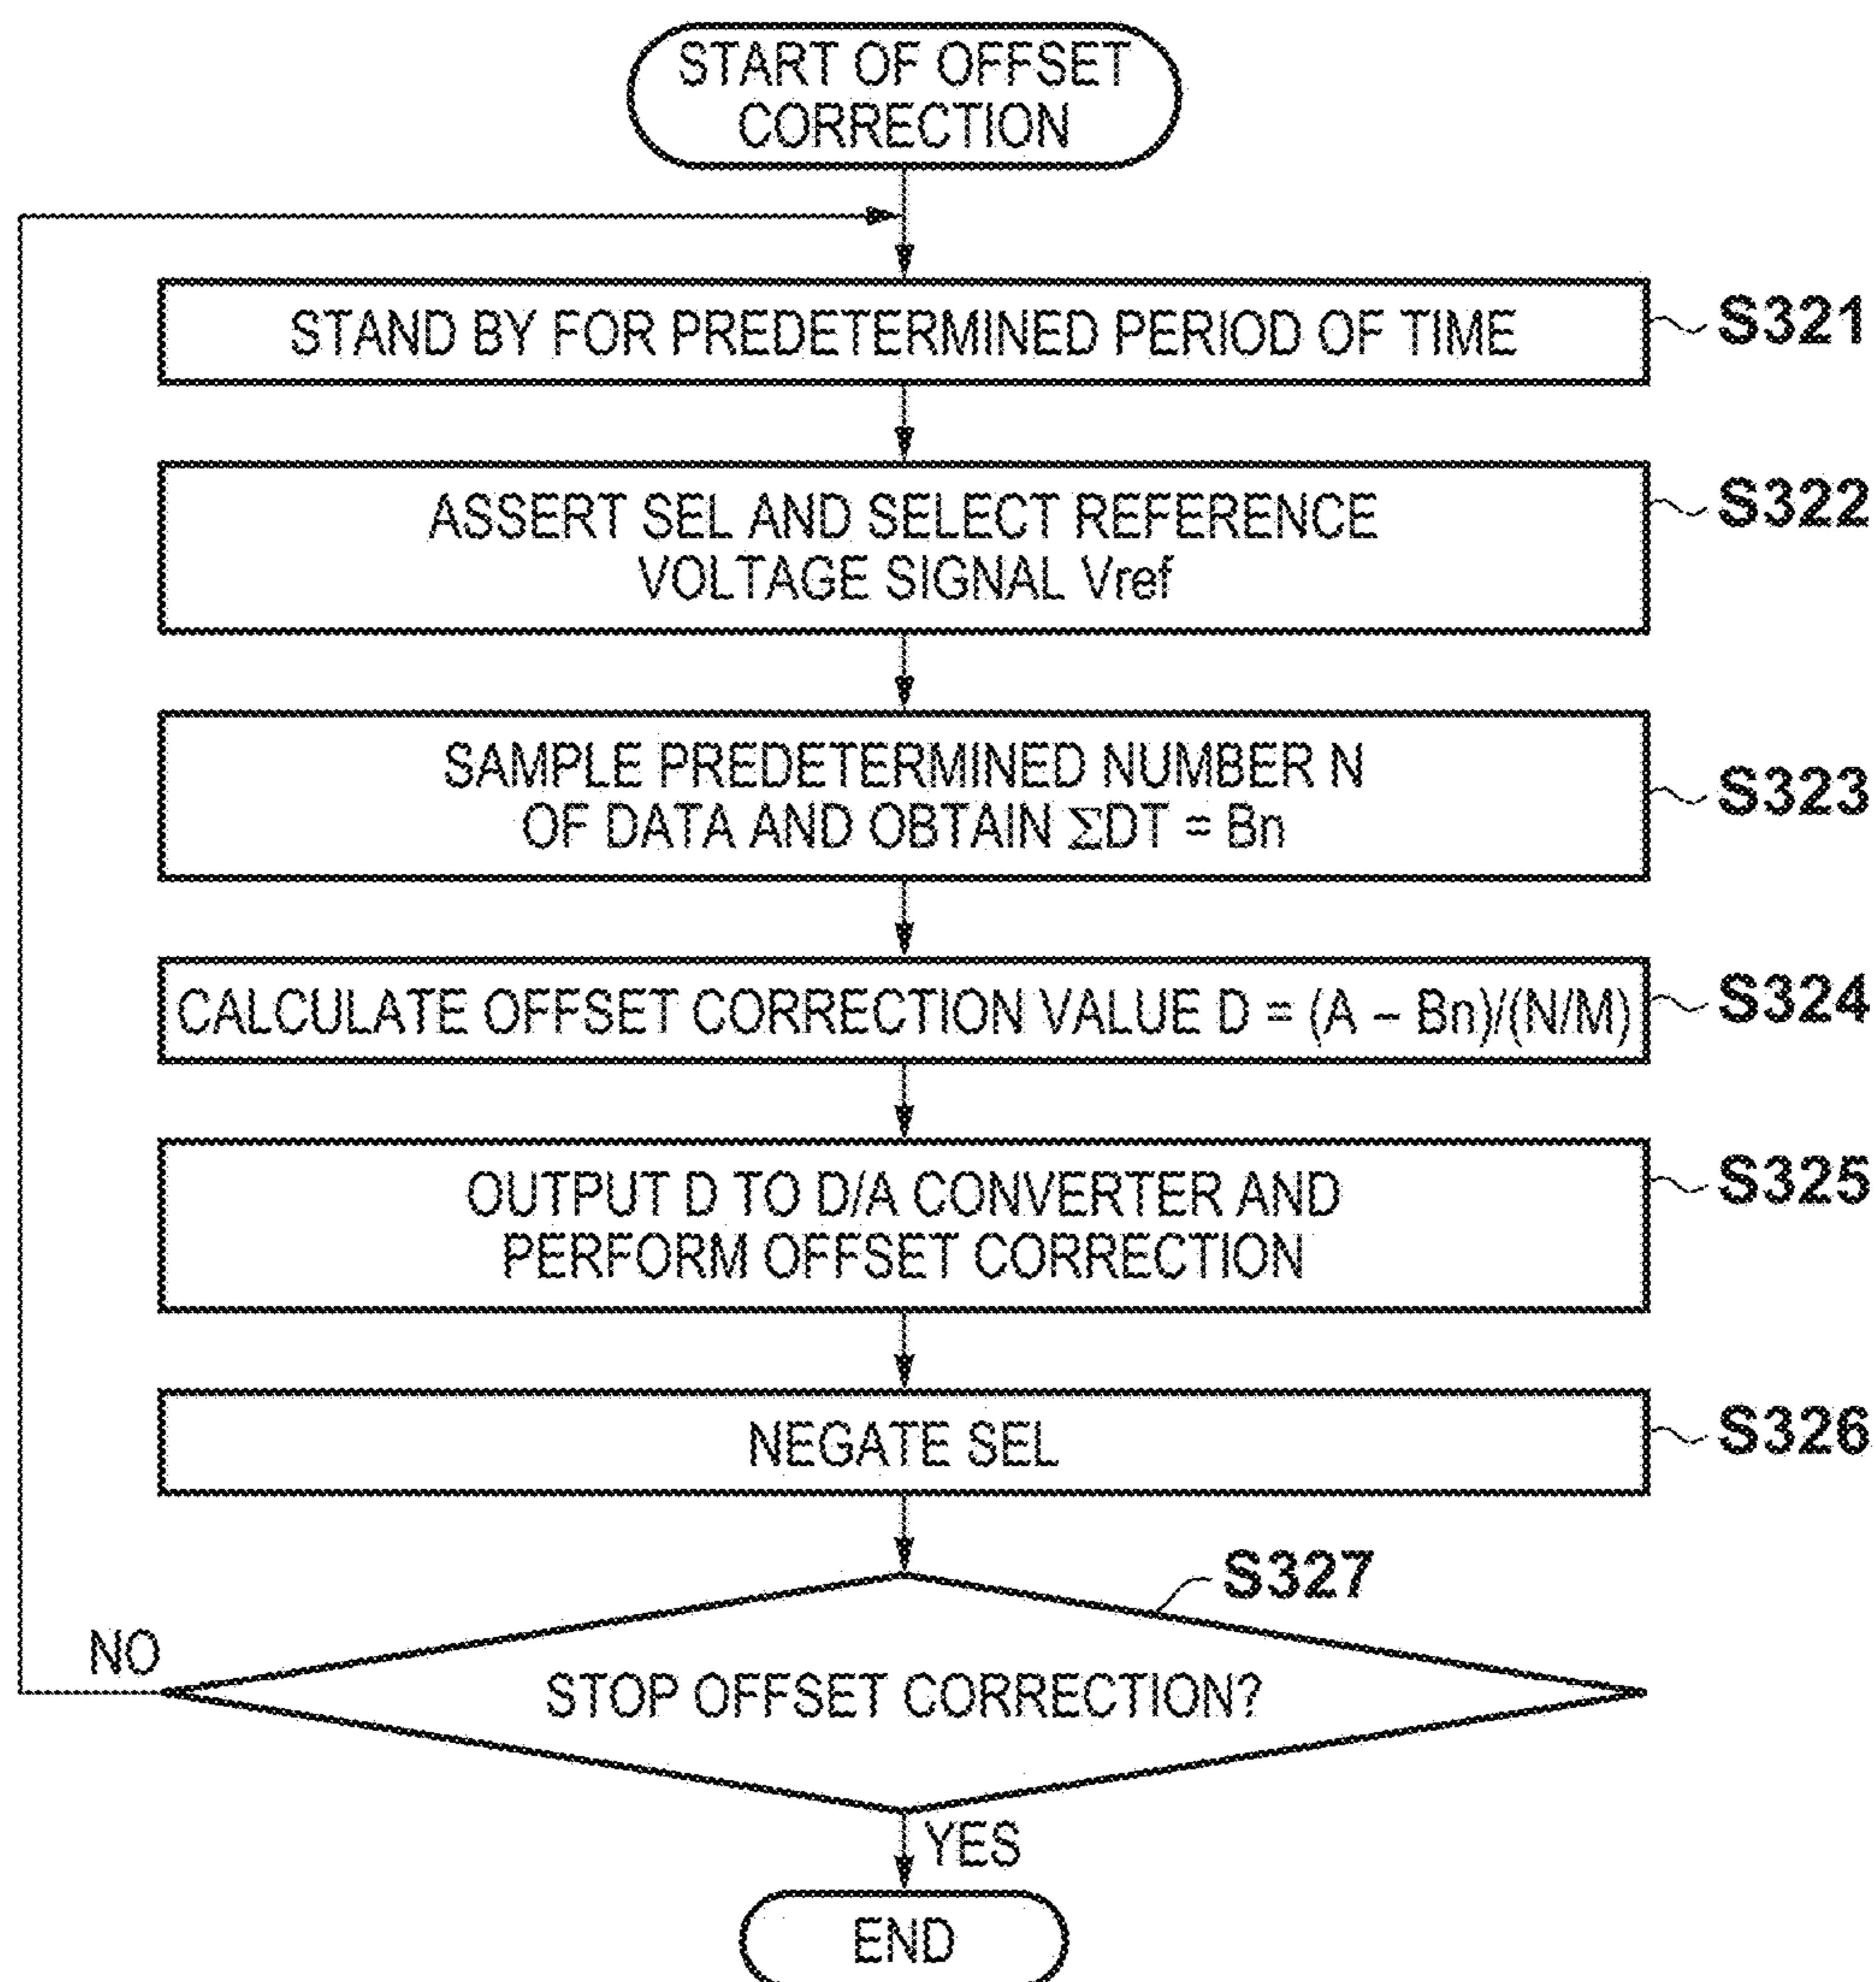 START OF OFFSET
CORRECTION
STAND BY FOR PREDETERMINED PERIOD OF TIME
S321
ASSERT SEL AND SELECT REFERENCE
VOLTAGE SIGNAL Vref
S322
SAMPLE PREDETERMINED NUMBER N
OF DATA AND OBTAIN ΣDT = Bn
S323
CALCULATE OFFSET CORRECTION VALUE D = (A – Bn)/(N/M)
S324
OUTPUT D TO D/A CONVERTER AND
PERFORM OFFSET CORRECTION
S325
NEGATE SEL
S326
S327
NO
STOP OFFSET CORRECTION?
YES
END